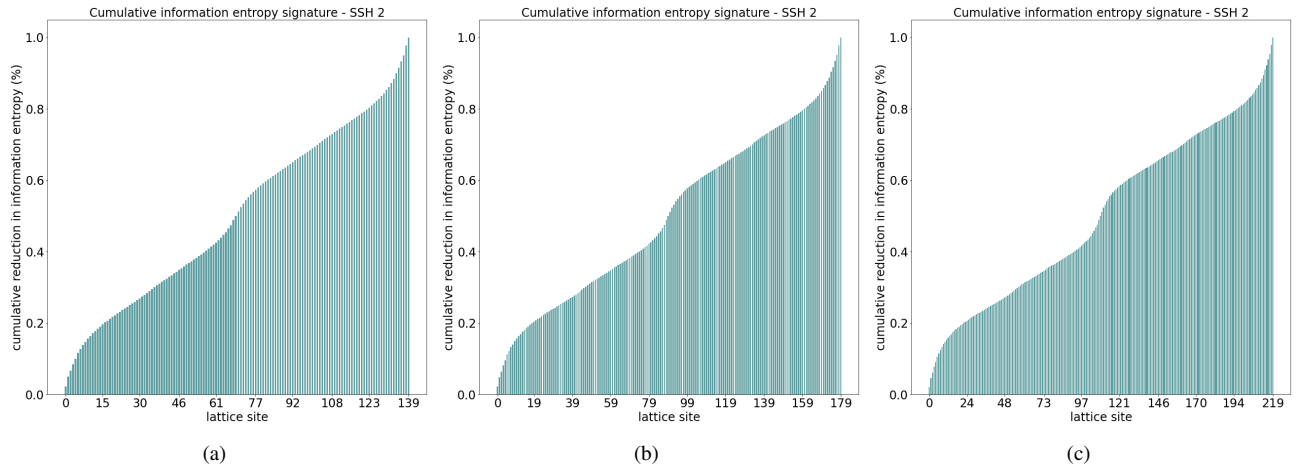 Cumulative information entropy signature - SSH 2
cumulative reduction in information entropy (%)
1.0
0.8
0.6
0.4
0.2
0.0
0 15 30 46 61 77 92 108 123 139
lattice site
(a)
Cumulative information entropy signature - SSH 2
cumulative reduction in information entropy (%)
1.0
0.8
0.6
0.4
0.2
0.0
0 19 39 59 79 99 119 139 159 179
lattice site
(b)
Cumulative information entropy signature - SSH 2
cumulative reduction in information entropy (%)
1.0
0.8
0.6
0.4
0.2
0.0
0 24 48 73 97 121 146 170 194 219
lattice site
(c)